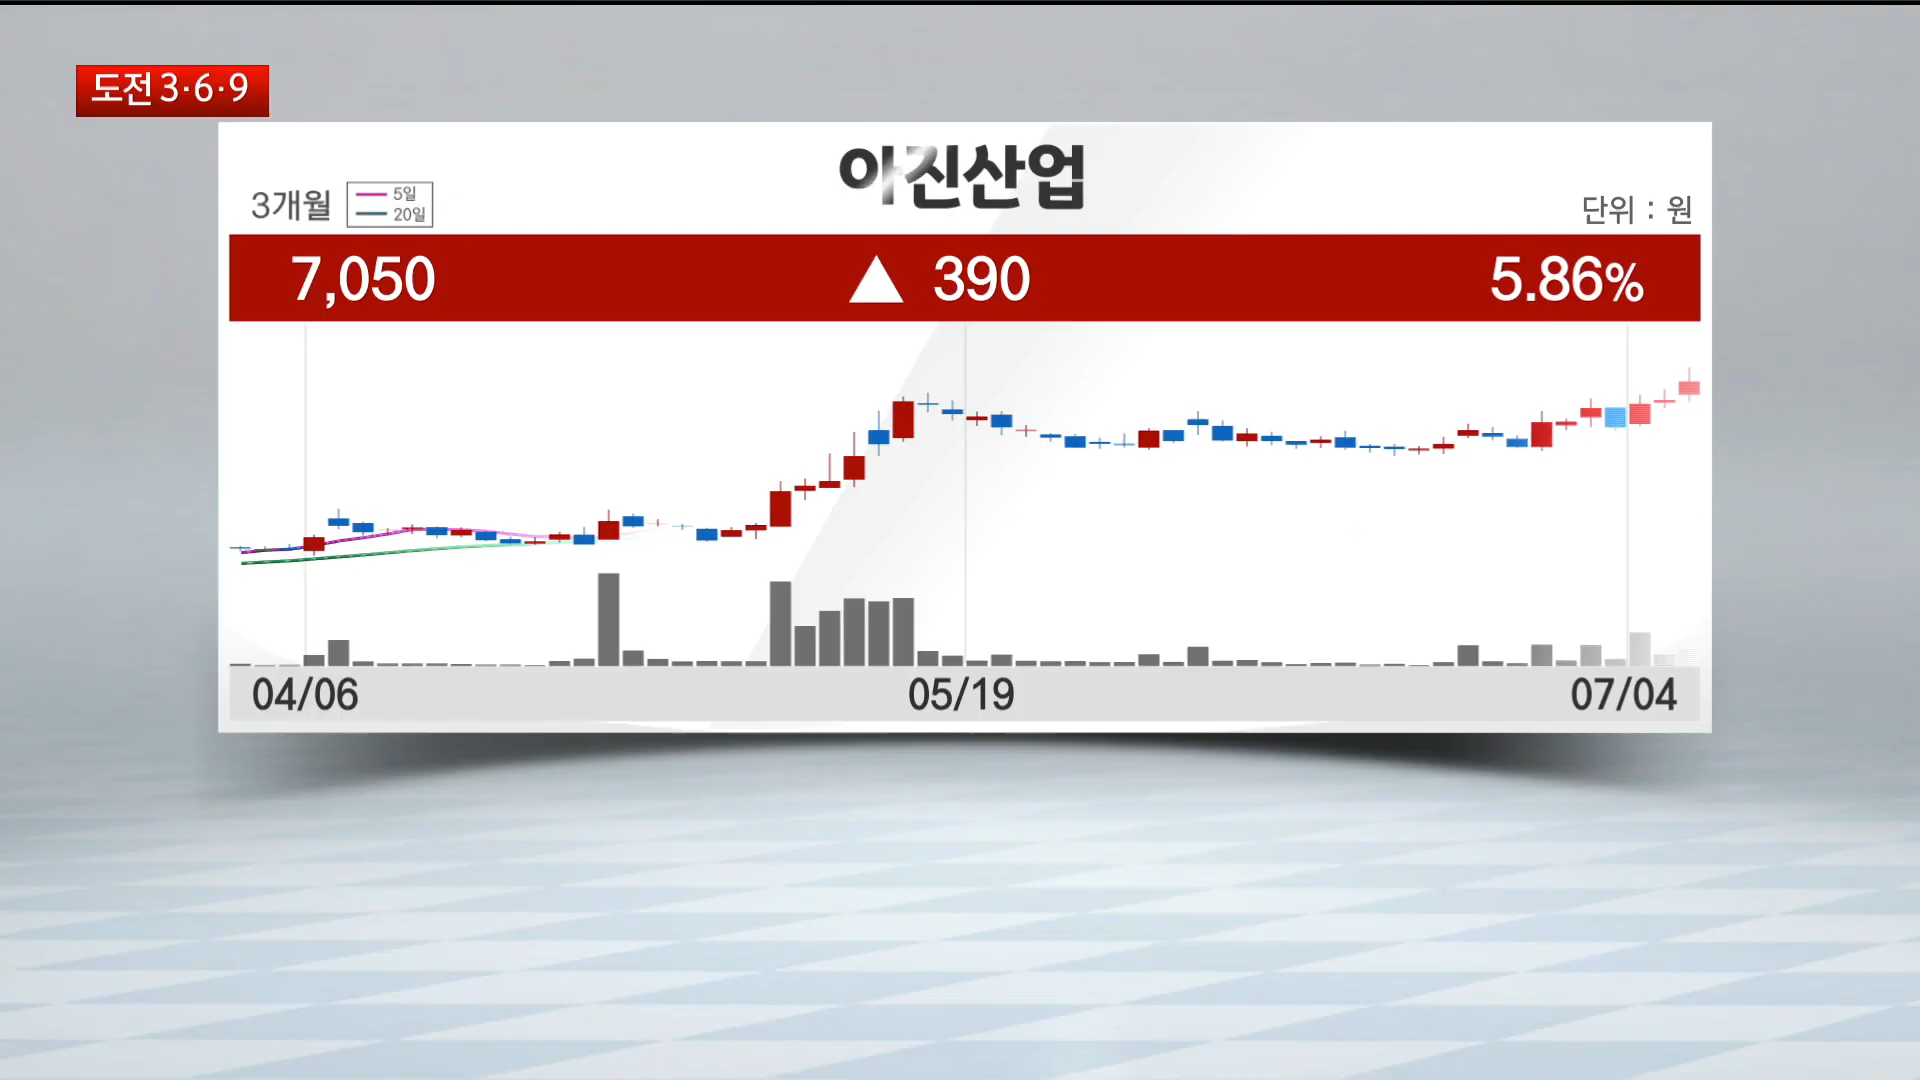 도전 3·6·9
아진산업
3개월
5일
20일
단위 : 원
7,050 ▲ 390 5.86%
04/06 05/19 07/04